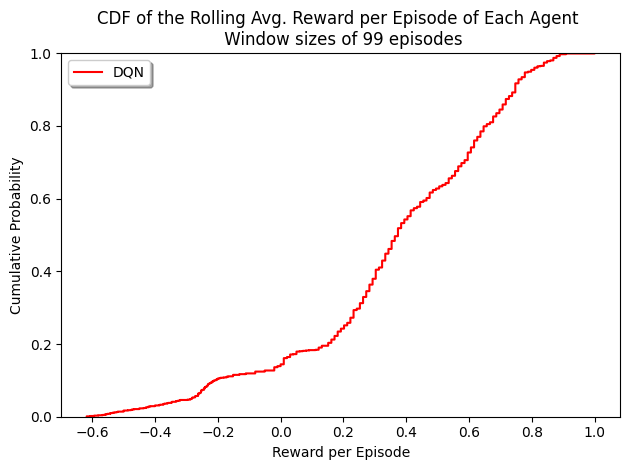 CDF of the Rolling Avg. Reward per Episode of Each Agent
Window sizes of 99 episodes
DQN
1.0
0.8
0.6
0.4
0.2
0.0
Cumulative Probability
−0.6 −0.4 −0.2 0.0 0.2 0.4 0.6 0.8 1.0
Reward per Episode